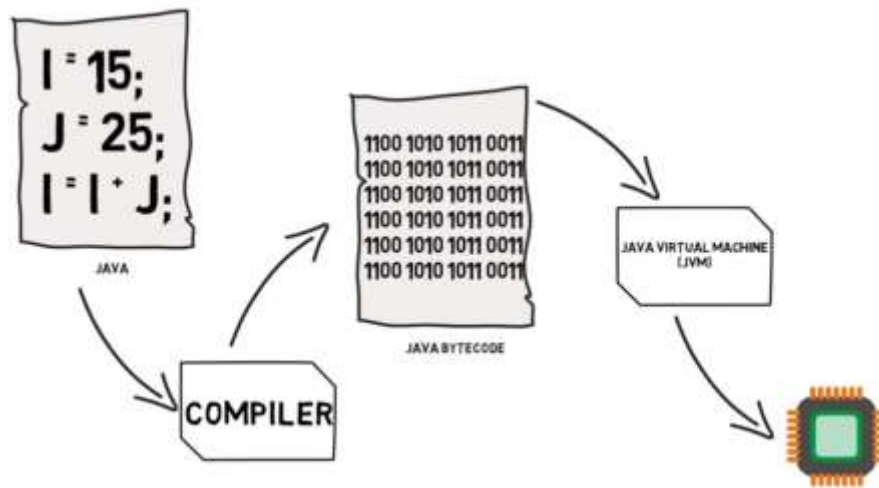 I = 15;
J = 25;
I = I + J;
JAVA
COMPILER
1100 1010 1011 0011
1100 1010 1011 0011
1100 1010 1011 0011
1100 1010 1011 0011
1100 1010 1011 0011
1100 1010 1011 0011
JAVA BYTECODE
JAVA VIRTUAL MACHINE
(JVM)